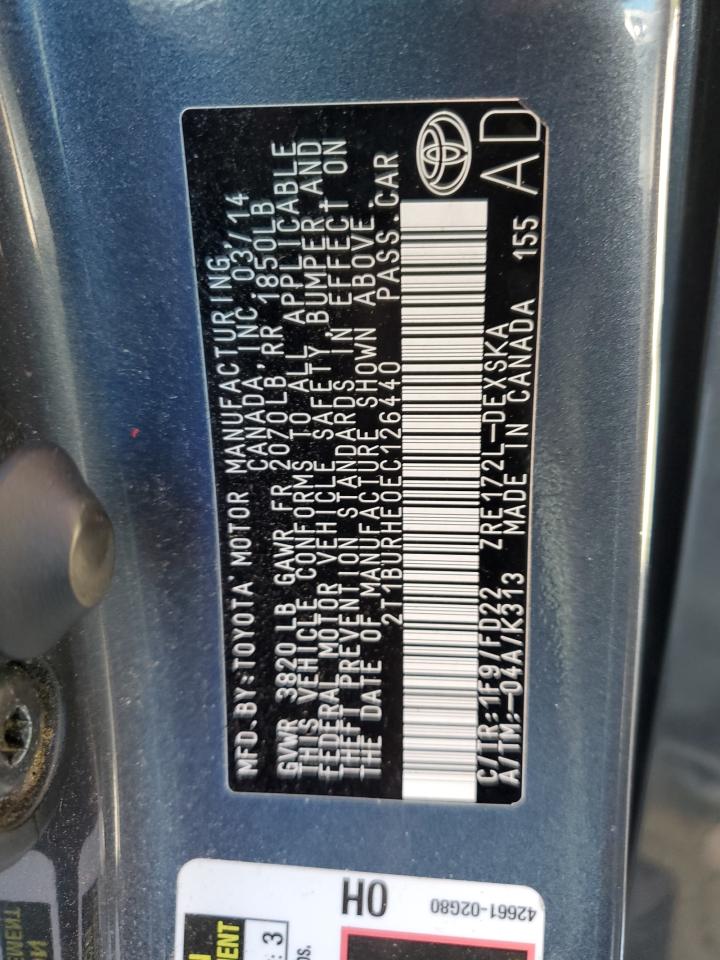 MFD.BY:TOYOTA MOTOR MANUFACTURING,
CANADA, INC. 03/14
GVWR 3820LB GAWR FR 2070LB,RR 1850LB
THIS VEHICLE CONFORMS TO ALL APPLICABLE
FEDERAL MOTOR VEHICLE SAFETY, BUMPER AND
THEFT PREVENTION STANDARDS IN EFFECT ON
THE DATE OF MANUFACTURE SHOWN ABOVE.
2T1BURHE0EC126440 PASS.CAR
C/TR:1F9/FD22 ZRE172L-DEXSKA
A/TM:-04A/K313 MADE IN CANADA 155
AD
OH
42661-02G80
: 3